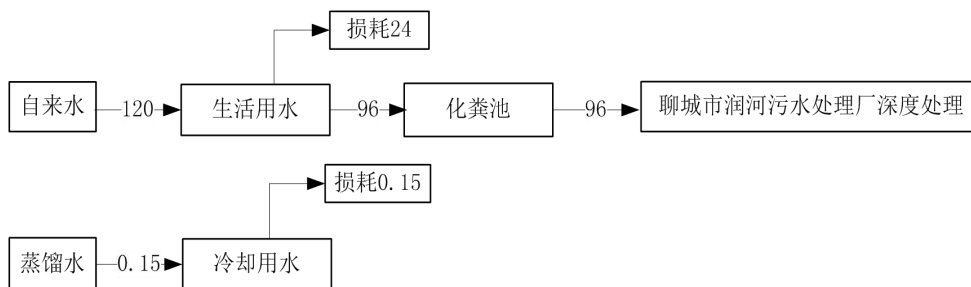 损耗24
自来水
120
生活用水
96
化粪池
96
聊城市润河污水处理厂深度处理
损耗0.15
蒸馏水
0.15
冷却用水